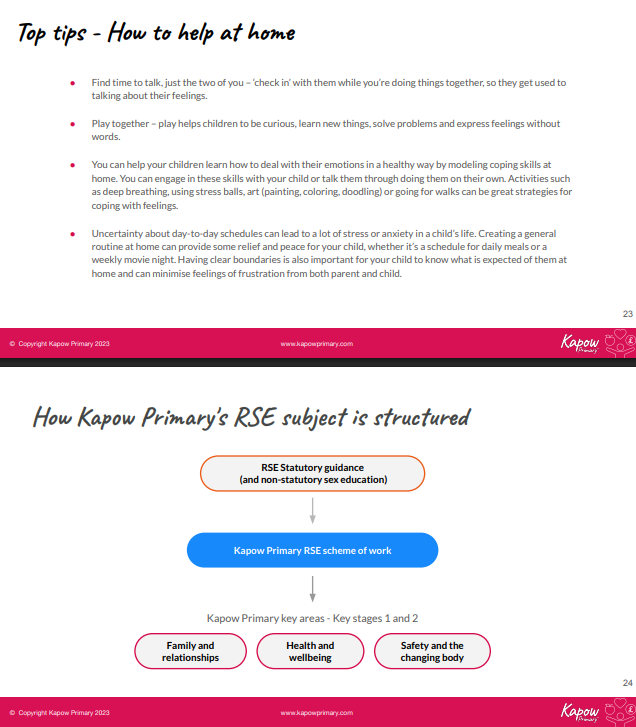 Top tips - How to help at home
● Find time to talk, just the two of you – ‘check in’ with them while you’re doing things together, so they get used to
talking about their feelings.
● Play together – play helps children to be curious, learn new things, solve problems and express feelings without
words.
● You can help your children learn how to deal with their emotions in a healthy way by modeling coping skills at
home. You can engage in these skills with your child or talk them through doing them on their own. Activities such
as deep breathing, using stress balls, art (painting, coloring, doodling) or going for walks can be great strategies for
coping with feelings.
● Uncertainty about day-to-day schedules can lead to a lot of stress or anxiety in a child’s life. Creating a general
routine at home can provide some relief and peace for your child, whether it’s a schedule for daily meals or a
weekly movie night. Having clear boundaries is also important for your child to know what is expected of them at
home and can minimise feelings of frustration from both parent and child.
23
© Copyright Kapow Primary 2023
www.kapowprimary.com
Kapow
Primary
How Kapow Primary's RSE subject is structured
RSE Statutory guidance
(and non-statutory sex education)
Kapow Primary RSE scheme of work
Kapow Primary key areas - Key stages 1 and 2
Family and
relationships
Health and
wellbeing
Safety and the
changing body
24
© Copyright Kapow Primary 2023
www.kapowprimary.com
Kapow
Primary